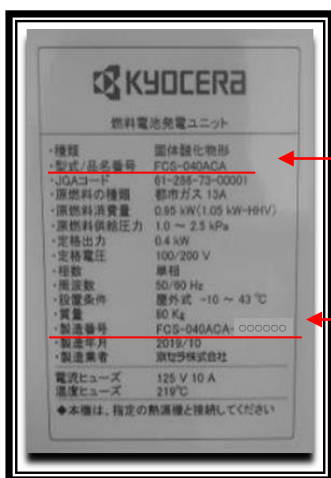 KYOCERA
燃料電池発電ユニット
・種類 固体酸化物形
・型式/品名番号 FCS-040ACA
・JGAコード 61-286-73-00001
・原燃料の種類 都市ガス 13A
・原燃料消費量 0.95 kW(1.05 kW-HHV)
・原燃料供給圧力 1.0 ～ 2.5 kPa
・定格出力 0.4 kW
・定格電圧 100/200 V
・相数 単相
・周波数 50/60 Hz
・設置条件 屋外式 -10 ～ 43 ℃
・質量 60 Kg
・製造番号 FCS-040ACA- ○○○○○○
・製造年月 2019/10
・製造業者 京セラ株式会社
電流ヒューズ 125 V 10 A
温度ヒューズ 219℃
◆本機は、指定の熱源機と接続してください